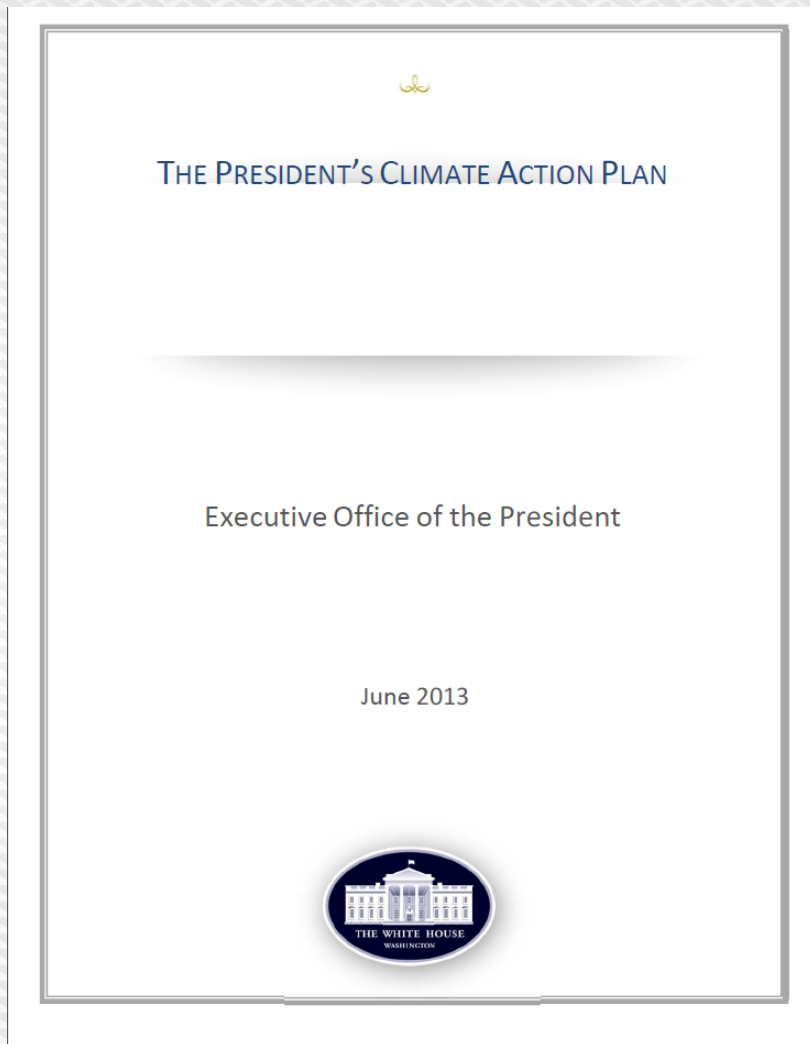 THE PRESIDENT'S CLIMATE ACTION PLAN
Executive Office of the President
June 2013
THE WHITE HOUSE
WASHINGTON